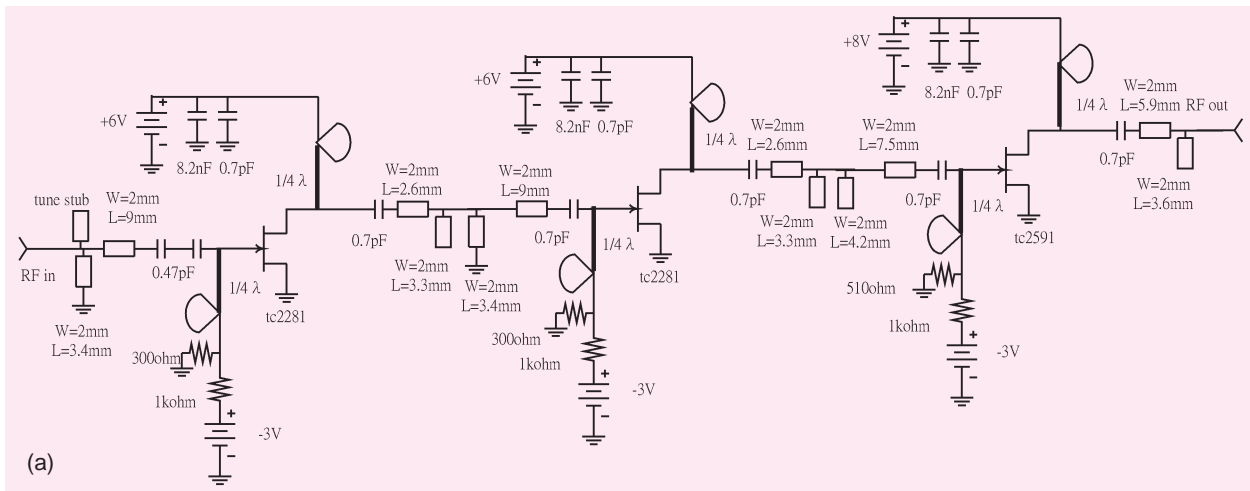 +8V
8.2nF 0.7pF
1/4 λ
W=2mm
L=5.9mm RF out
0.7pF
W=2mm
L=3.6mm
+6V
8.2nF 0.7pF
1/4 λ
W=2mm
L=2.6mm
W=2mm
L=7.5mm
0.7pF
W=2mm
L=3.3mm
W=2mm
L=4.2mm
0.7pF
1/4 λ
tc2591
510ohm
1kohm
-3V
+6V
8.2nF 0.7pF
1/4 λ
W=2mm
L=2.6mm
W=2mm
L=9mm
0.7pF
W=2mm
L=3.3mm
W=2mm
L=3.4mm
0.7pF
1/4 λ
tc2281
300ohm
1kohm
-3V
tune stub
W=2mm
L=9mm
RF in
0.47pF
1/4 λ
tc2281
W=2mm
L=3.4mm
300ohm
1kohm
-3V
(a)